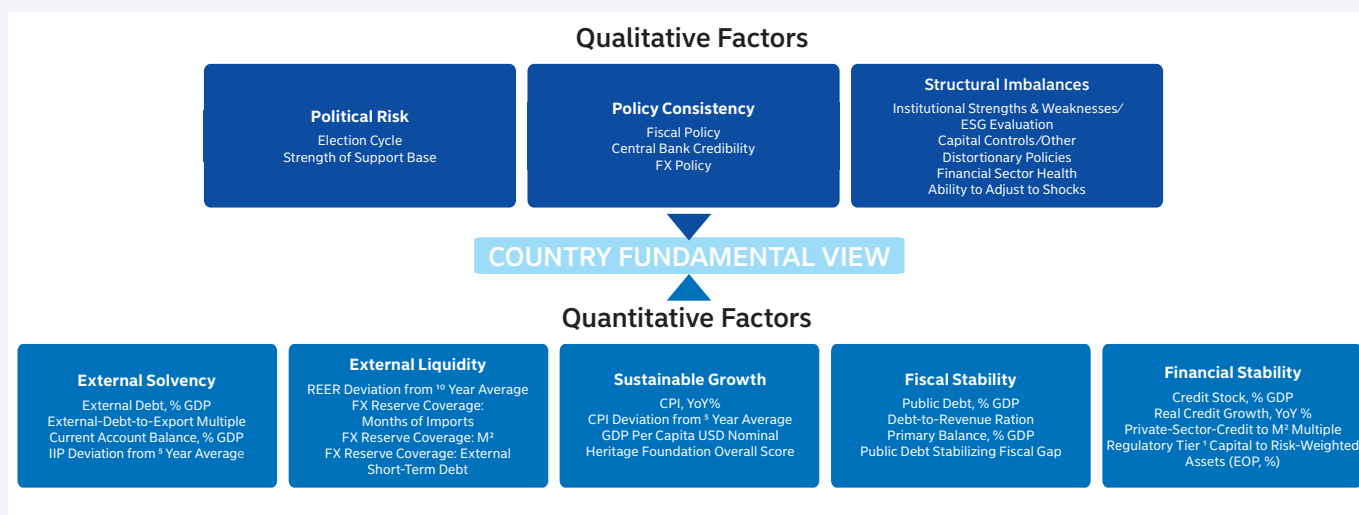 Qualitative Factors
Political Risk
Election Cycle
Strength of Support Base
Policy Consistency
Fiscal Policy
Central Bank Credibility
FX Policy
Structural Imbalances
Institutional Strengths & Weaknesses/
ESG Evaluation
Capital Controls/Other
Distortionary Policies
Financial Sector Health
Ability to Adjust to Shocks
COUNTRY FUNDAMENTAL VIEW
Quantitative Factors
External Solvency
External Debt, % GDP
External-Debt-to-Export Multiple
Current Account Balance, % GDP
IIP Deviation from ⁵ Year Average
External Liquidity
REER Deviation from ¹⁰ Year Average
FX Reserve Coverage:
Months of Imports
FX Reserve Coverage: M²
FX Reserve Coverage: External
Short-Term Debt
Sustainable Growth
CPI, YoY%
CPI Deviation from ⁵ Year Average
GDP Per Capita USD Nominal
Heritage Foundation Overall Score
Fiscal Stability
Public Debt, % GDP
Debt-to-Revenue Ration
Primary Balance, % GDP
Public Debt Stabilizing Fiscal Gap
Financial Stability
Credit Stock, % GDP
Real Credit Growth, YoY %
Private-Sector-Credit to M² Multiple
Regulatory Tier ¹ Capital to Risk-Weighted
Assets (EOP, %)